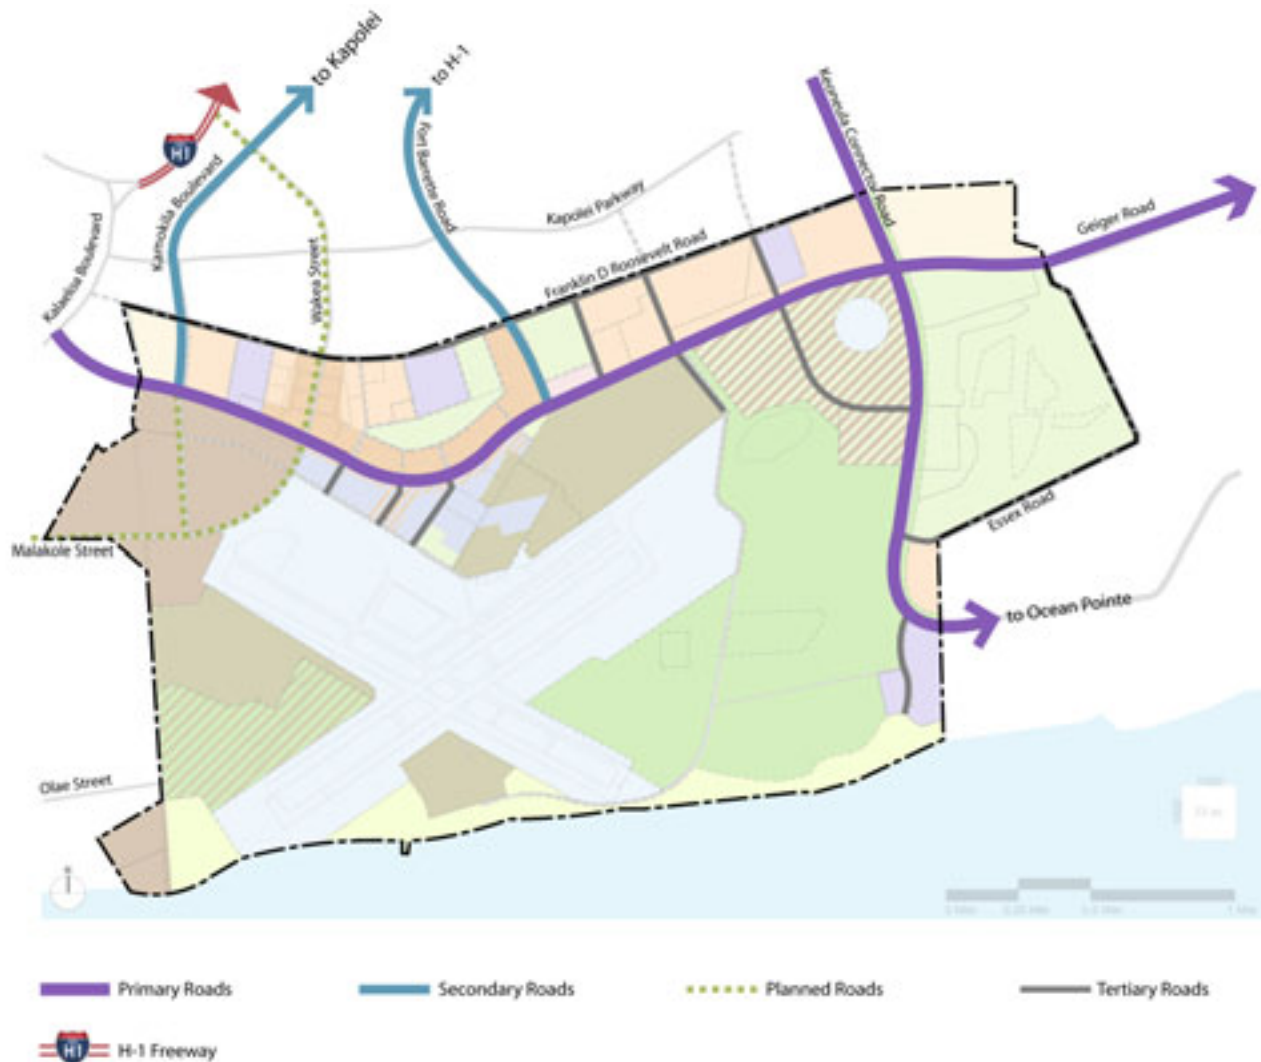 to Kapolei
to H-1
H1
Kamokila Boulevard
Fort Barrette Road
Keoneula Connector Road
Kapolei Parkway
Geiger Road
Kalaeloa Boulevard
Wakea Street
Franklin D Roosevelt Road
Malakole Street
Essex Road
to Ocean Pointe
Olae Street
Primary Roads
Secondary Roads
Planned Roads
Tertiary Roads
H1
H-1 Freeway